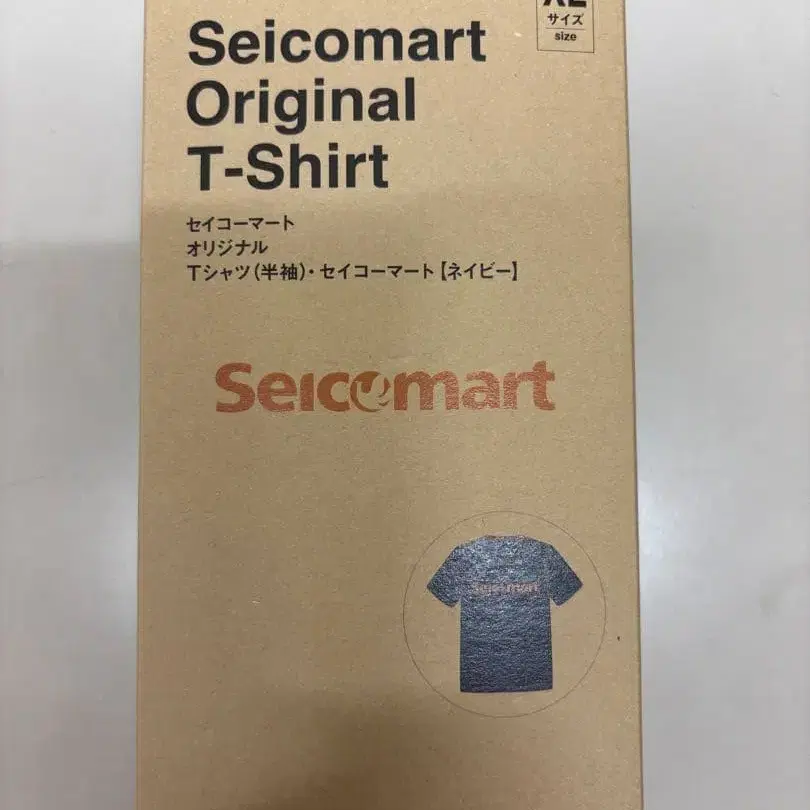 Seicomart
Original
T-Shirt
XL
サイズ
size
セイコーマート
オリジナル
Tシャツ(半袖)・セイコーマート【ネイビー】
Seicomart
Seicomart